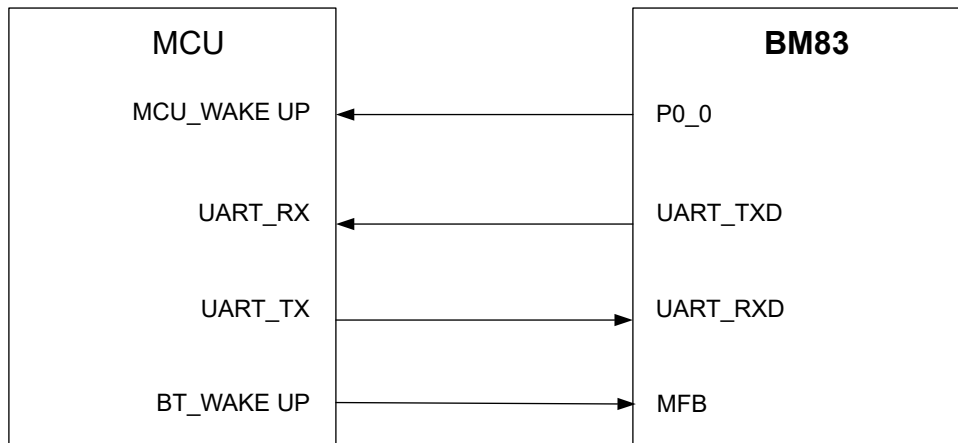 MCU
BM83
MCU_WAKE UP
P0_0
UART_RX
UART_TXD
UART_TX
UART_RXD
BT_WAKE UP
MFB